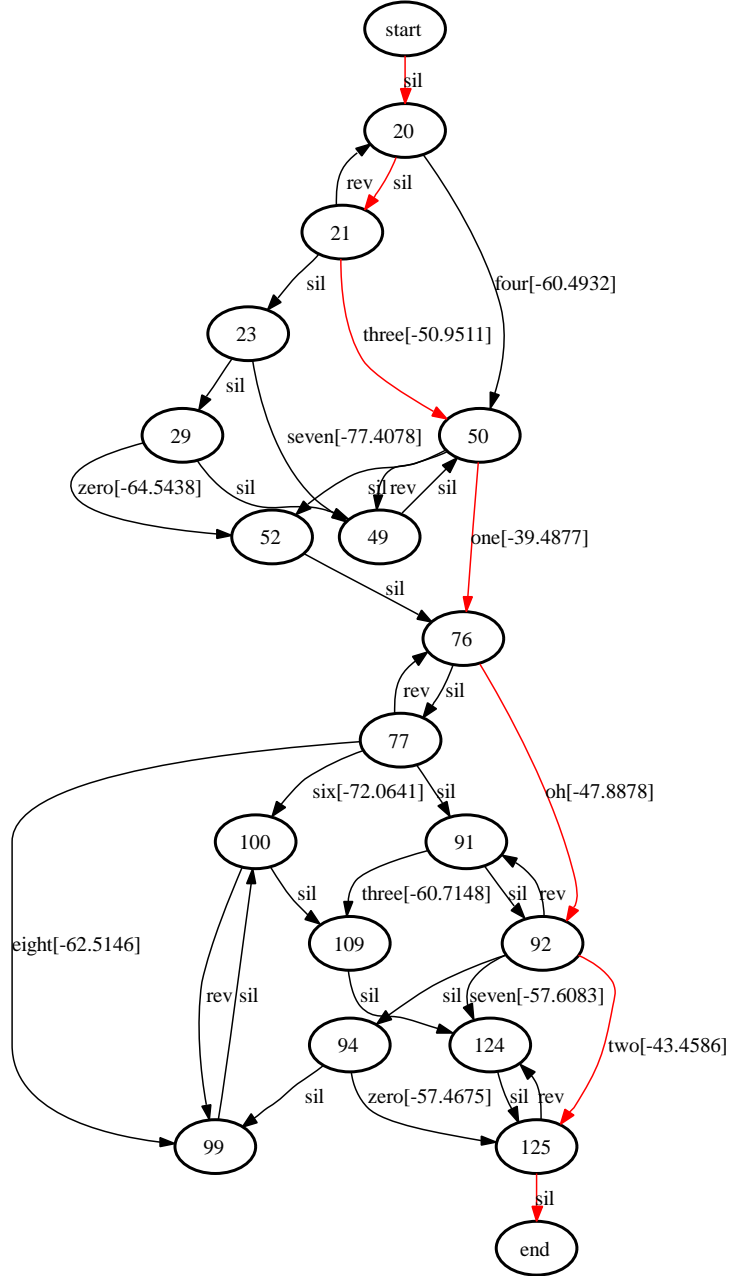 start
sil
20
rev
sil
21
sil
four[-60.4932]
23
three[-50.9511]
sil
29
seven[-77.4078]
50
zero[-64.5438]
sil
sil
rev
sil
52
49
one[-39.4877]
sil
76
rev
sil
77
six[-72.0641]
sil
oh[-47.8878]
100
91
sil
three[-60.7148]
sil
rev
eight[-62.5146]
109
92
rev
sil
sil
sil
seven[-57.6083]
94
124
two[-43.4586]
sil
zero[-57.4675]
sil
rev
99
125
sil
end